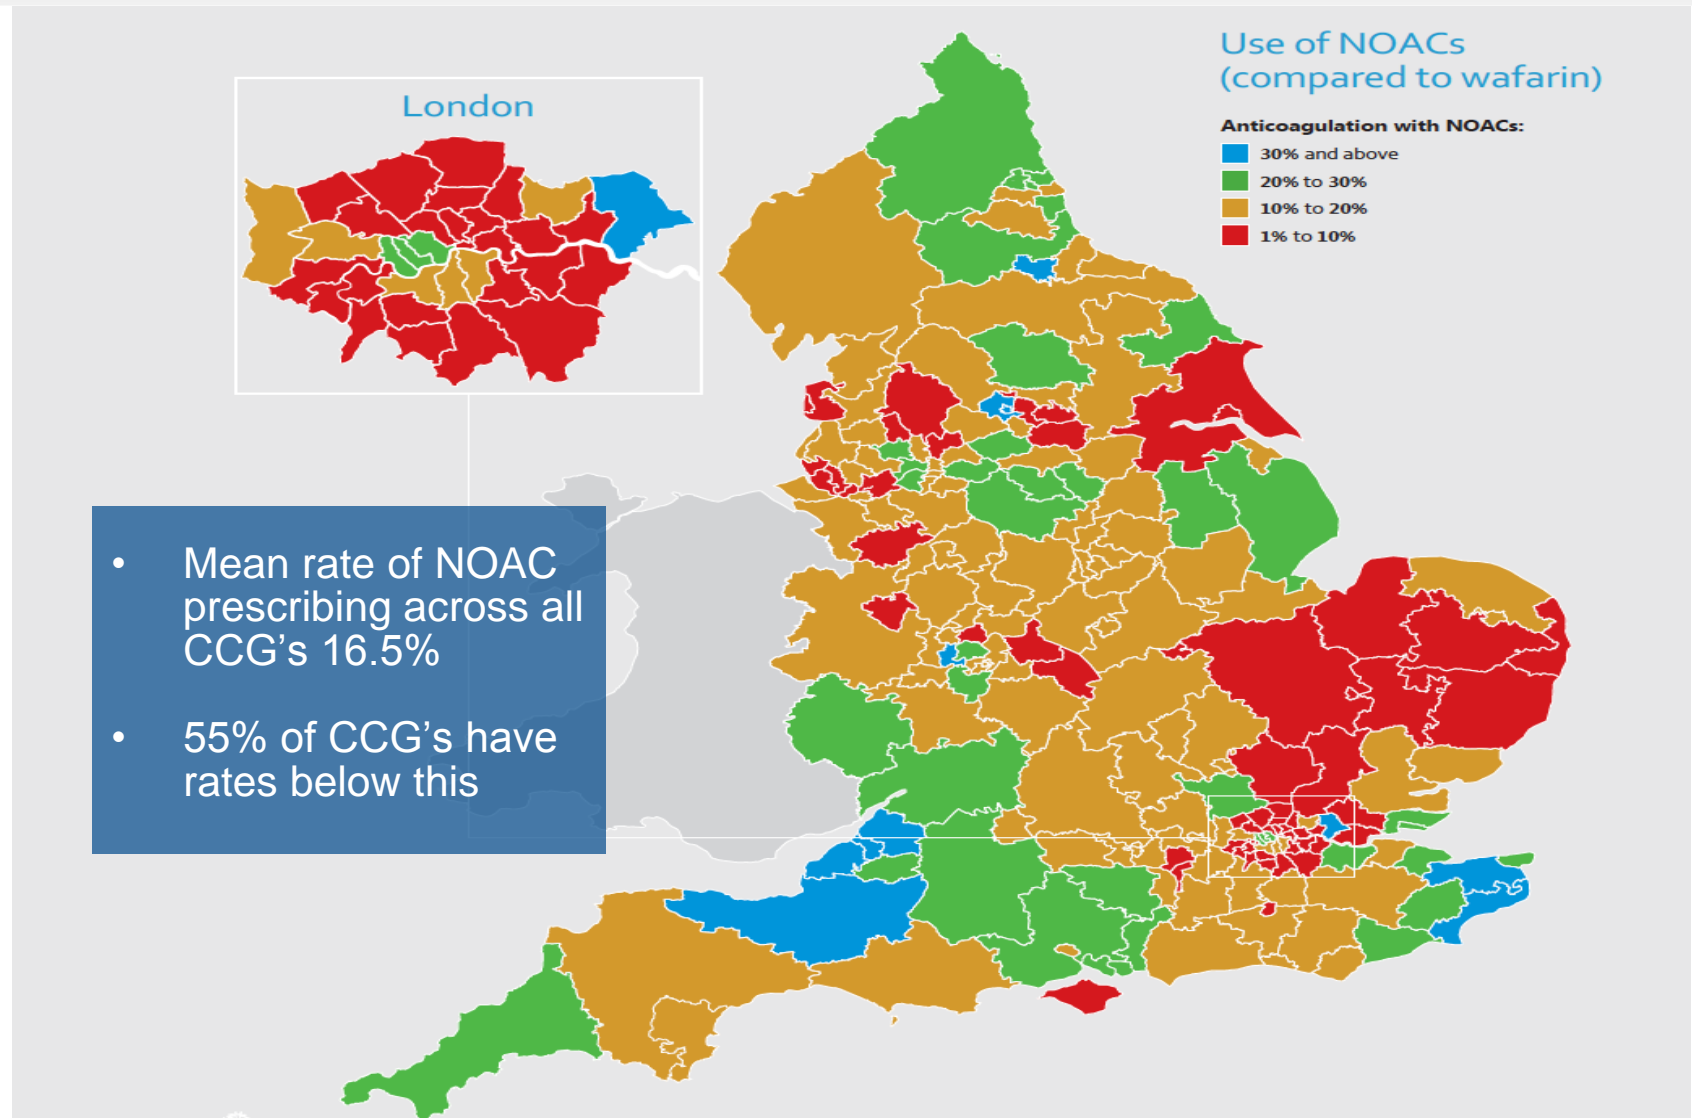 London
Use of NOACs
(compared to wafarin)
Anticoagulation with NOACs:
30% and above
20% to 30%
10% to 20%
1% to 10%
• Mean rate of NOAC
prescribing across all
CCG's 16.5%
• 55% of CCG's have
rates below this